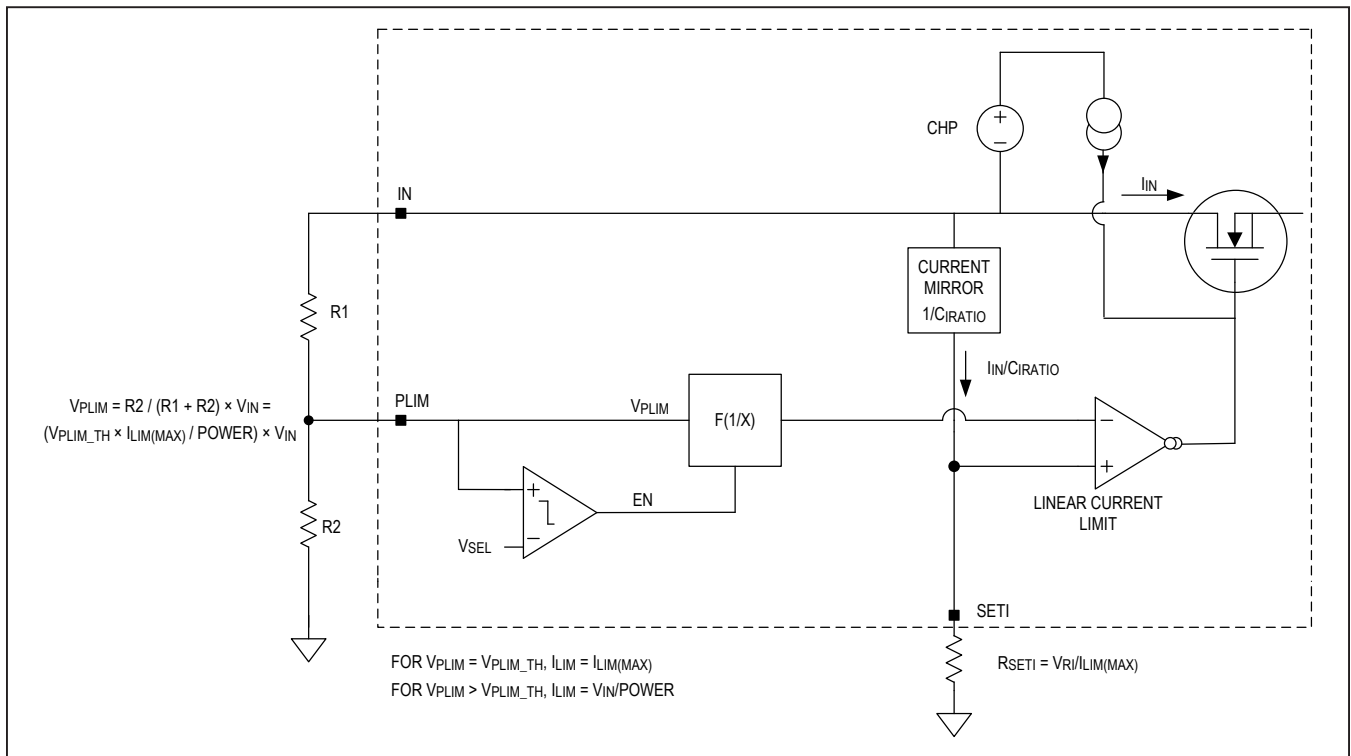 CHP
+
−
IN
IIN
CURRENT
MIRROR
1/CIRATIO
R1
IIN/CIRATIO
VPLIM = R2 / (R1 + R2) × VIN =
(VPLIM_TH × ILIM(MAX) / POWER) × VIN
PLIM
VPLIM
F(1/X)
−
+
LINEAR CURRENT
LIMIT
+
−
EN
VSEL
R2
SETI
RSETI = VRI/ILIM(MAX)
FOR VPLIM = VPLIM_TH, ILIM = ILIM(MAX)
FOR VPLIM > VPLIM_TH, ILIM = VIN/POWER